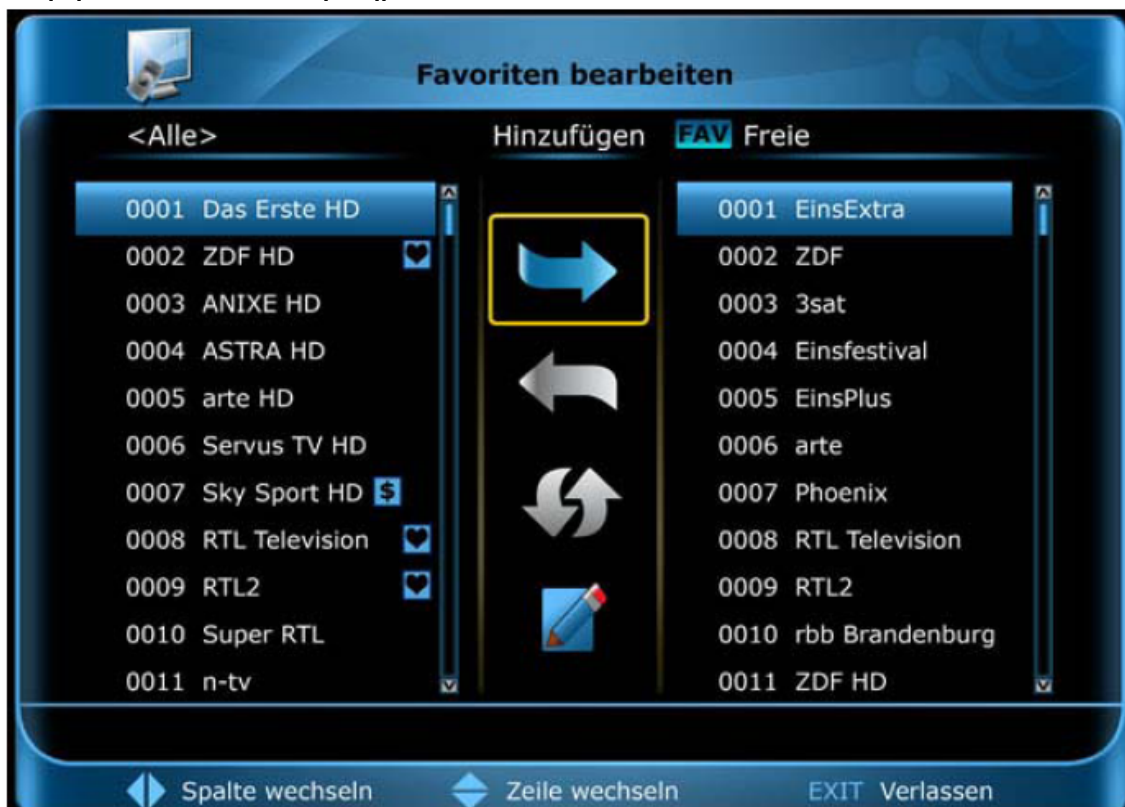 Favoriten bearbeiten
<Alle>
Hinzufügen
FAV Freie
0001 Das Erste HD
0002 ZDF HD
0003 ANIXE HD
0004 ASTRA HD
0005 arte HD
0006 Servus TV HD
0007 Sky Sport HD $
0008 RTL Television
0009 RTL2
0010 Super RTL
0011 n-tv
0001 EinsExtra
0002 ZDF
0003 3sat
0004 Einsfestival
0005 EinsPlus
0006 arte
0007 Phoenix
0008 RTL Television
0009 RTL2
0010 rbb Brandenburg
0011 ZDF HD
Spalte wechseln
Zeile wechseln
EXIT Verlassen